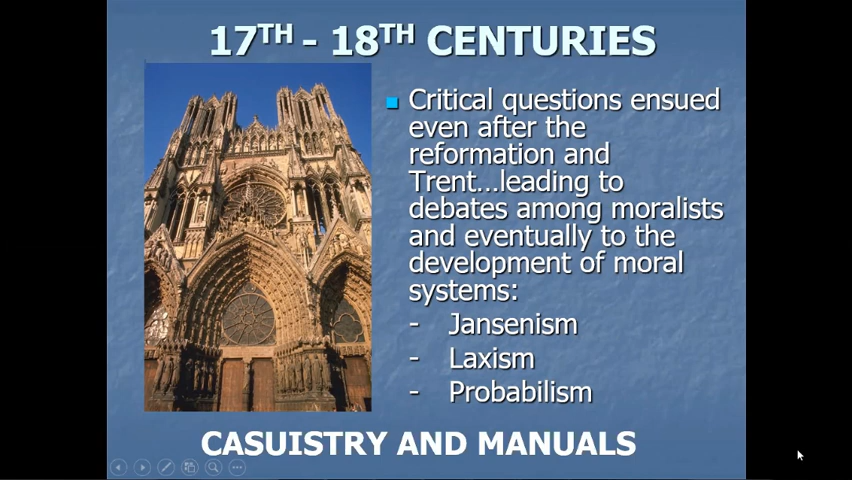 17TH - 18TH CENTURIES
Critical questions ensued
even after the
reformation and
Trent...leading to
debates among moralists
and eventually to the
development of moral
systems:
- Jansenism
- Laxism
- Probabilism
CASUISTRY AND MANUALS